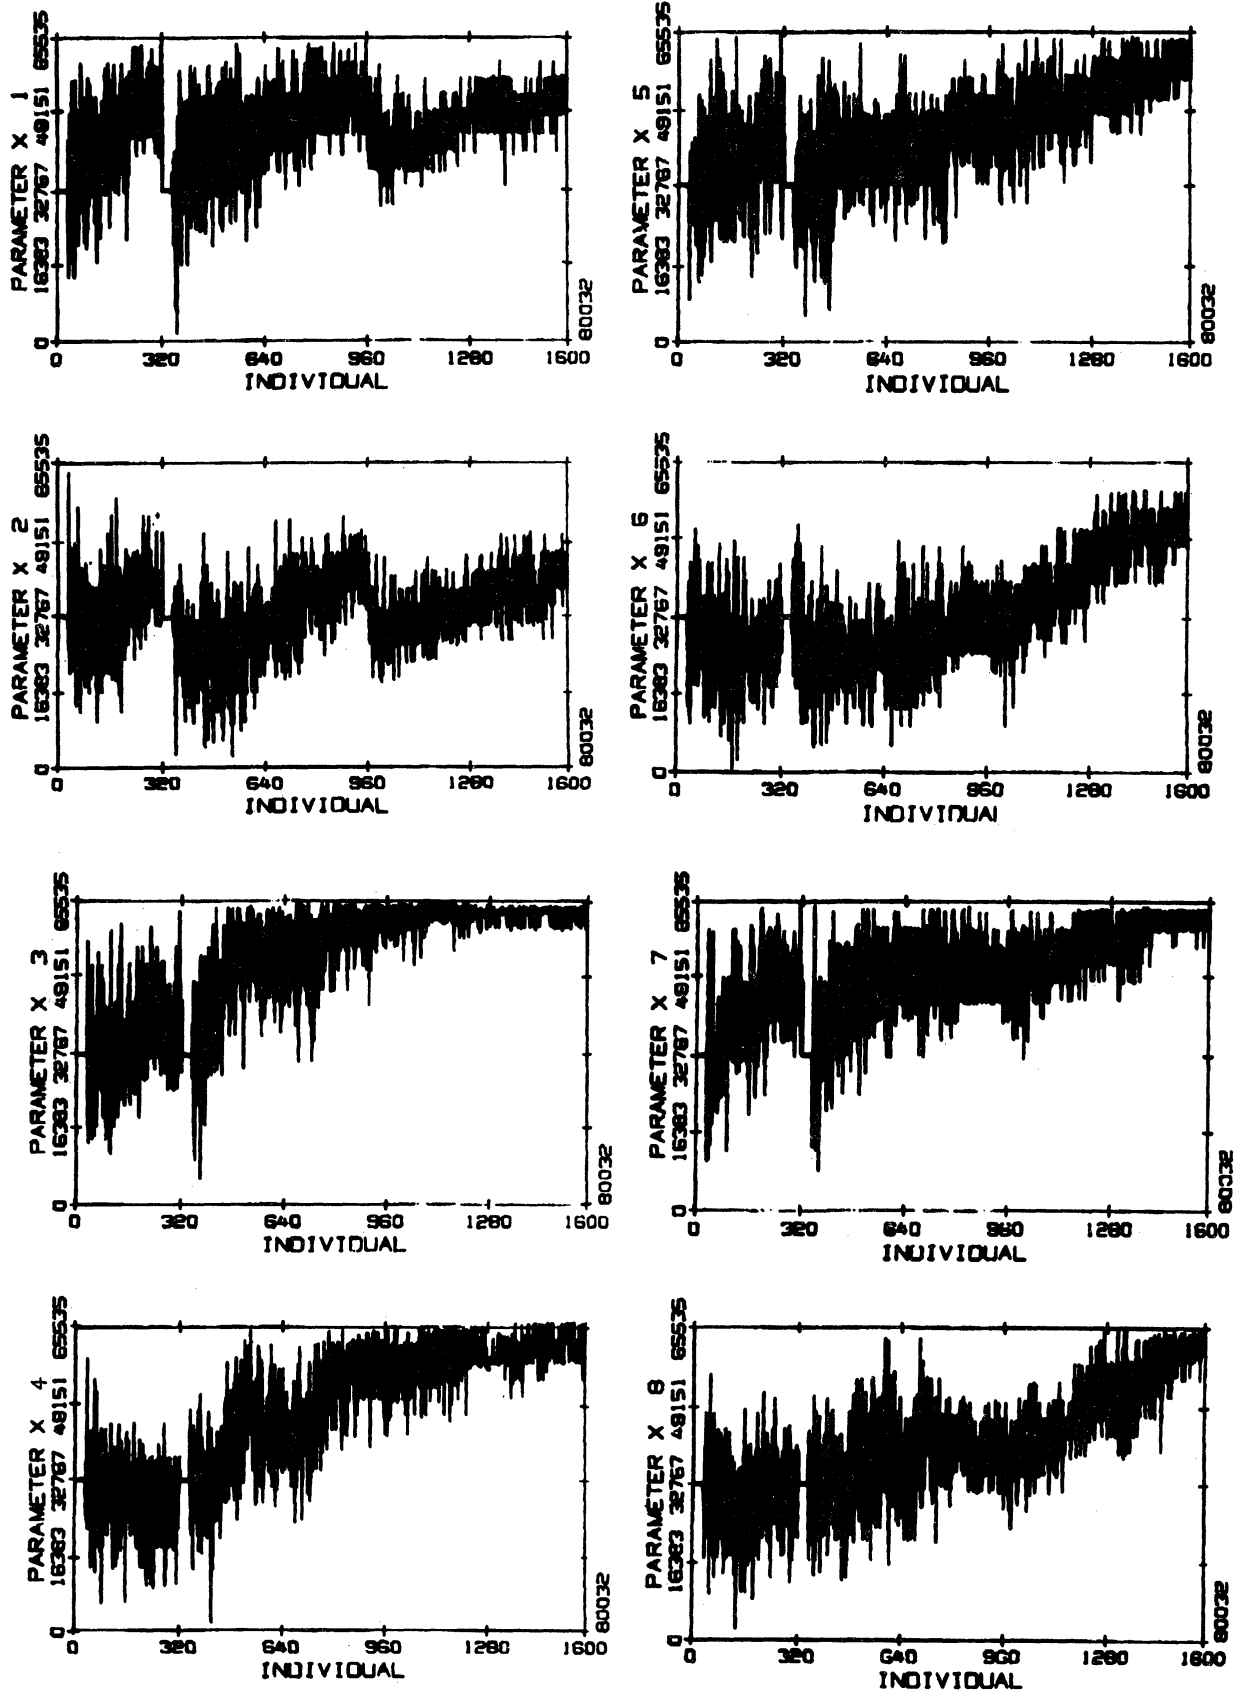 PARAMETER X 1
65535
49151
32767
16383
0
0 320 640 960 1280 1600
INDIVIDUAL
80032
PARAMETER X 5
65535
49151
32767
16383
0
0 320 640 960 1280 1600
INDIVIDUAL
80032
PARAMETER X 2
65535
49151
32767
16383
0
0 320 640 960 1280 1600
INDIVIDUAL
80032
PARAMETER X 6
65535
49151
32767
16383
0
0 320 640 960 1280 1600
INDIVIDUAL
80032
PARAMETER X 3
65535
49151
32767
16383
0
0 320 640 960 1280 1600
INDIVIDUAL
80032
PARAMETER X 7
65535
49151
32767
16383
0
0 320 640 960 1280 1600
INDIVIDUAL
80032
PARAMETER X 4
65535
49151
32767
16383
0
0 320 640 960 1280 1600
INDIVIDUAL
80032
PARAMETER X 8
65535
49151
32767
16383
0
0 320 640 960 1280 1600
INDIVIDUAL
80032